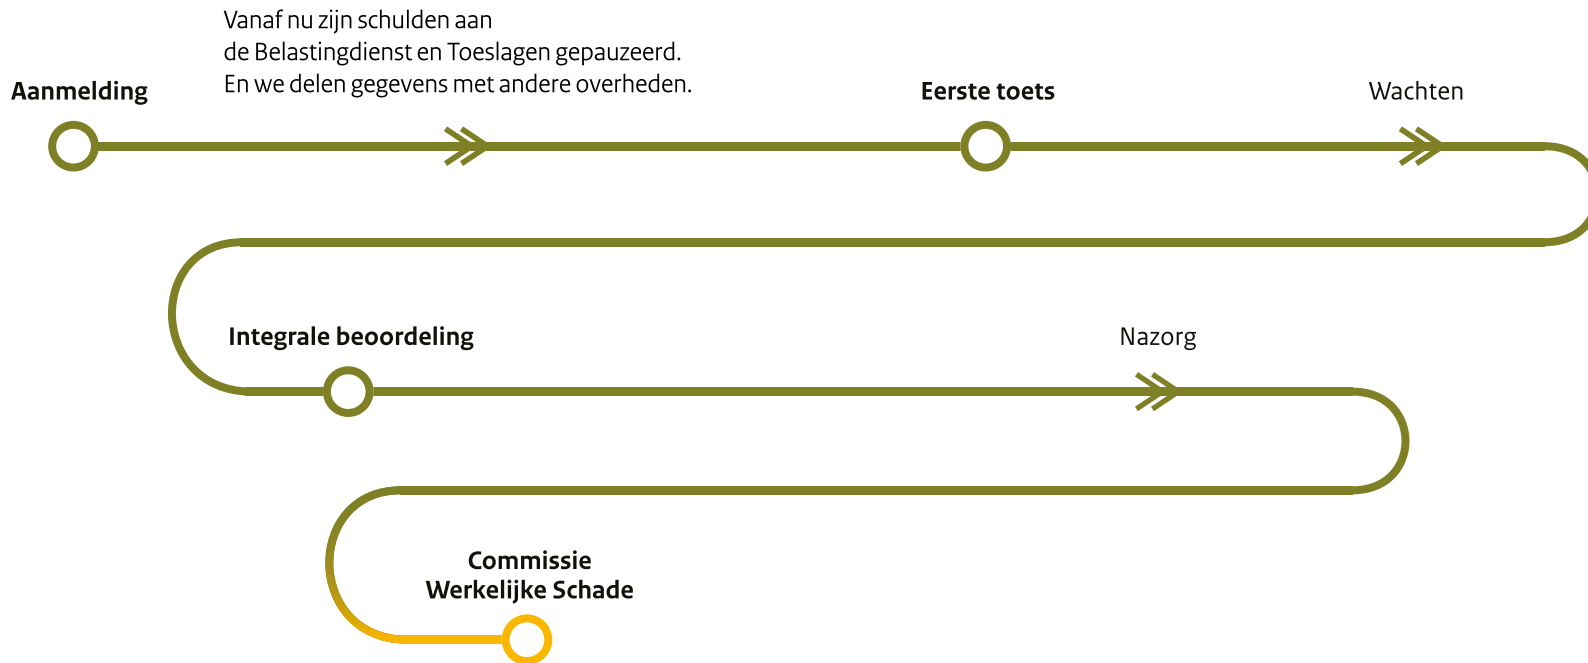 Vanaf nu zijn schulden aan
de Belastingdienst en Toeslagen gepauzeerd.
En we delen gegevens met andere overheden.
Aanmelding
Eerste toets
Wachten
Integrale beoordeling
Nazorg
Commissie
Werkelijke Schade